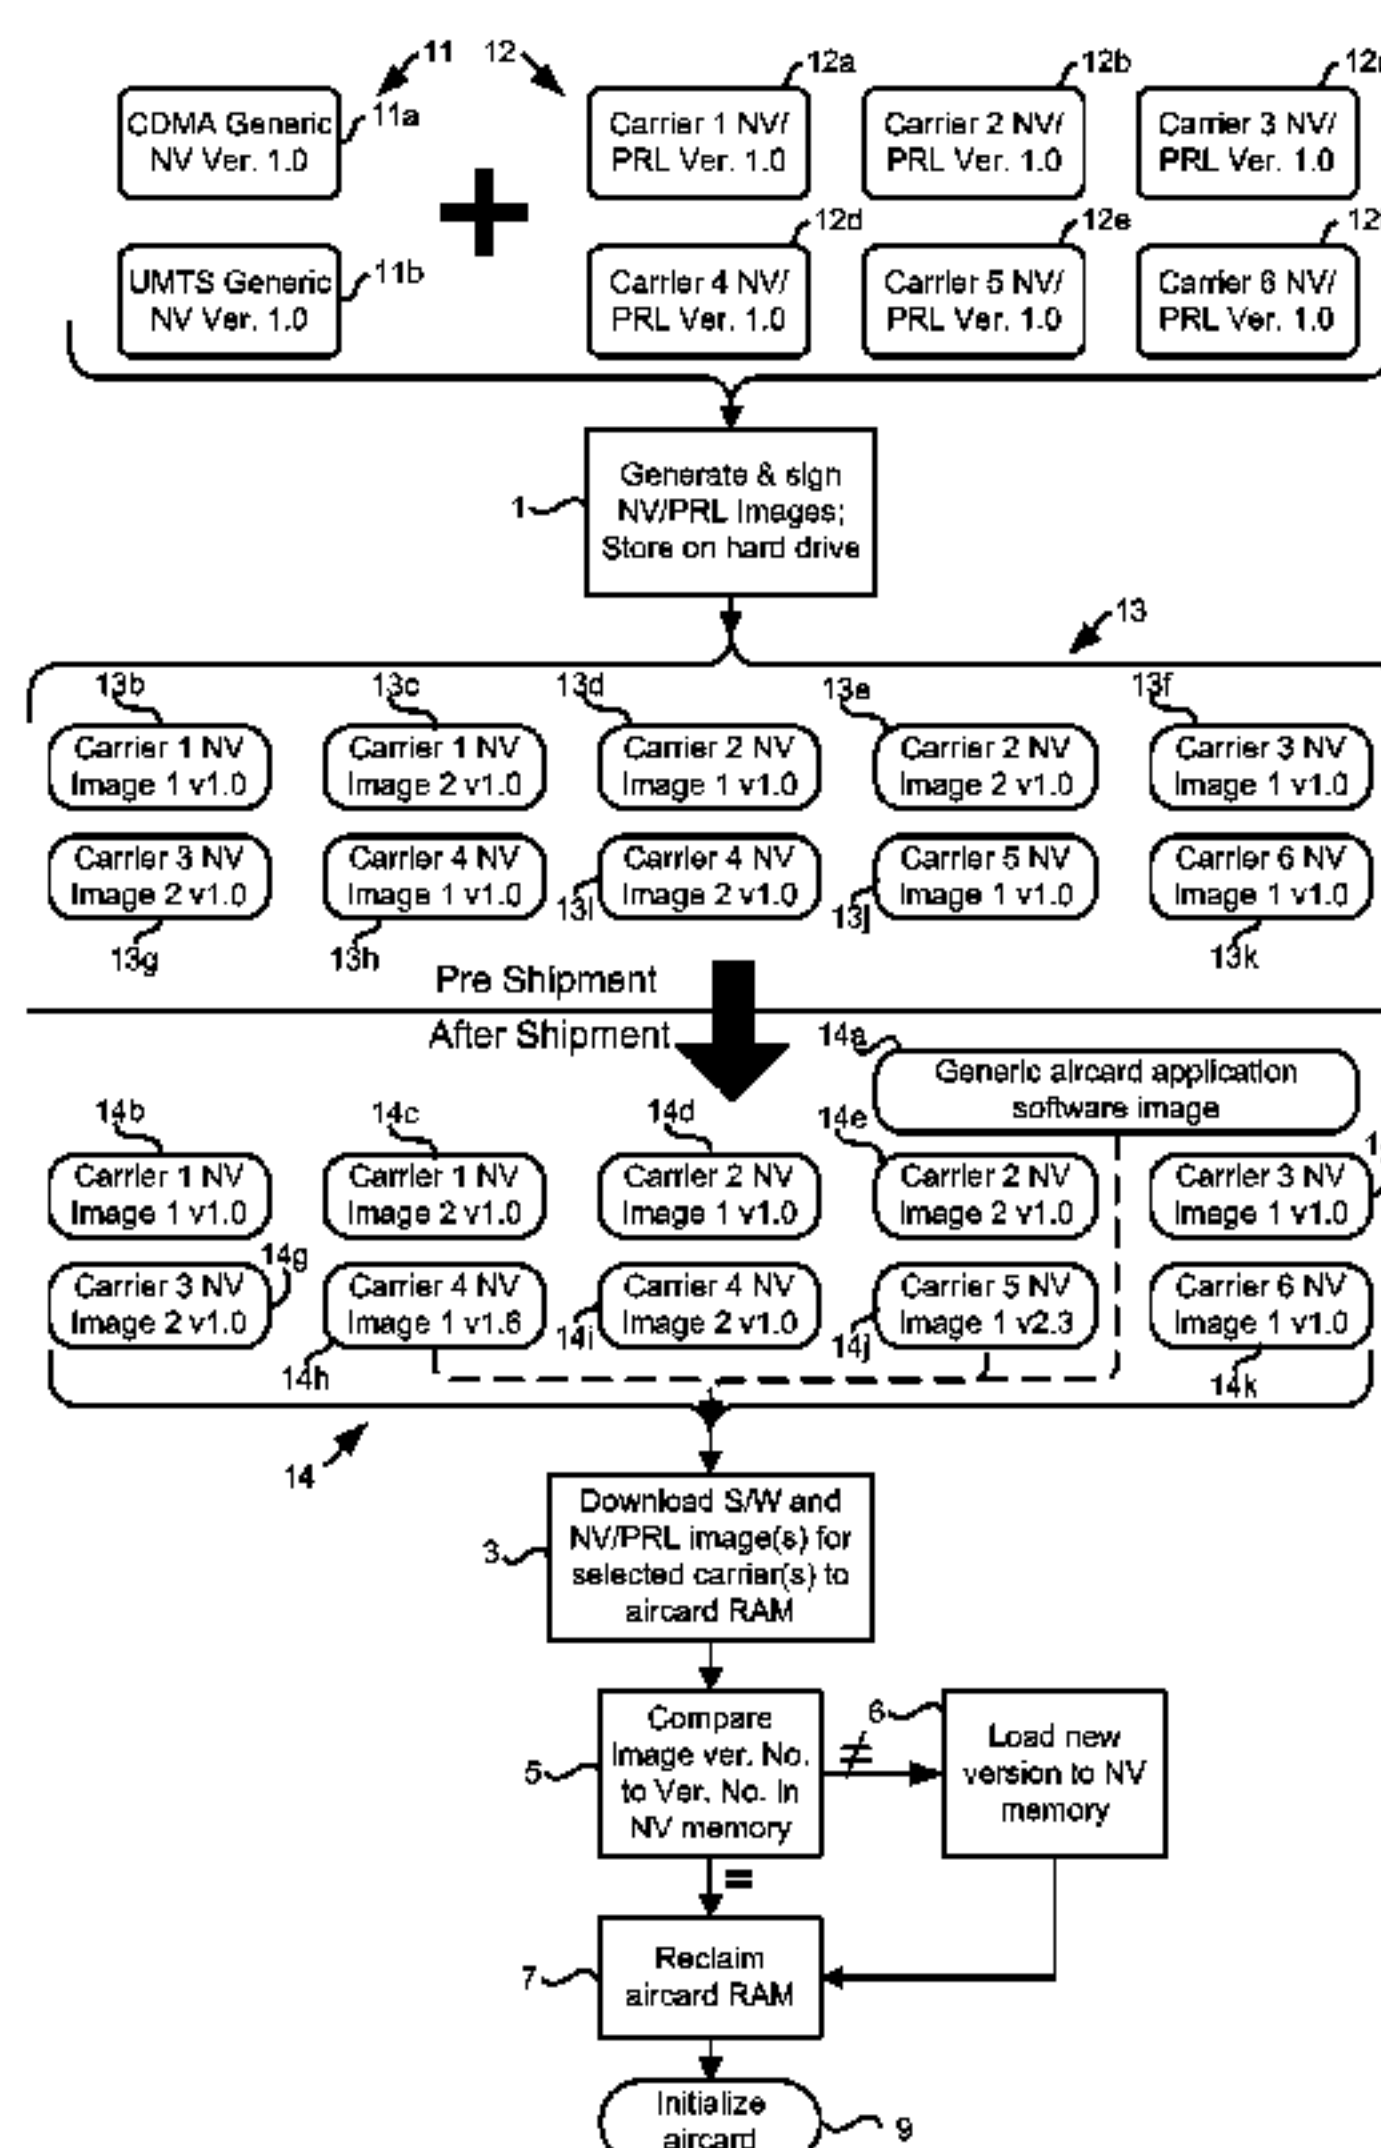 11
12
12a
12b
CDMA Generic
NV Ver. 1.0
11a
Carrier 1 NV/
PRL Ver. 1.0
Carrier 2 NV/
PRL Ver. 1.0
Carrier 3 NV/
PRL Ver. 1.0
12d
12e
UMTS Generic
NV Ver. 1.0
11b
Carrier 4 NV/
PRL Ver. 1.0
Carrier 5 NV/
PRL Ver. 1.0
Carrier 6 NV/
PRL Ver. 1.0
1
Generate & sign
NV/PRL Images;
Store on hard drive
13
13b
13c
13d
13e
13f
Carrier 1 NV
Image 1 v1.0
Carrier 1 NV
Image 2 v1.0
Carrier 2 NV
Image 1 v1.0
Carrier 2 NV
Image 2 v1.0
Carrier 3 NV
Image 1 v1.0
Carrier 3 NV
Image 2 v1.0
Carrier 4 NV
Image 1 v1.0
Carrier 4 NV
Image 2 v1.0
Carrier 5 NV
Image 1 v1.0
Carrier 6 NV
Image 1 v1.0
13g
13h
13i
13j
13k
Pre Shipment
After Shipment
14a
Generic aircard application
software image
14b
14c
14d
14e
Carrier 1 NV
Image 1 v1.0
Carrier 1 NV
Image 2 v1.0
Carrier 2 NV
Image 1 v1.0
Carrier 2 NV
Image 2 v1.0
Carrier 3 NV
Image 1 v1.0
14g
Carrier 3 NV
Image 2 v1.0
Carrier 4 NV
Image 1 v1.6
Carrier 4 NV
Image 2 v1.0
Carrier 5 NV
Image 1 v2.3
Carrier 6 NV
Image 1 v1.0
14h
14i
14j
14k
14
3
Download S/W and
NV/PRL image(s) for
selected carrier(s) to
aircard RAM
5
Compare
Image ver. No.
to Ver. No. in
NV memory
≠
6
Load new
version to NV
memory
=
7
Reclaim
aircard RAM
Initialize
aircard
9